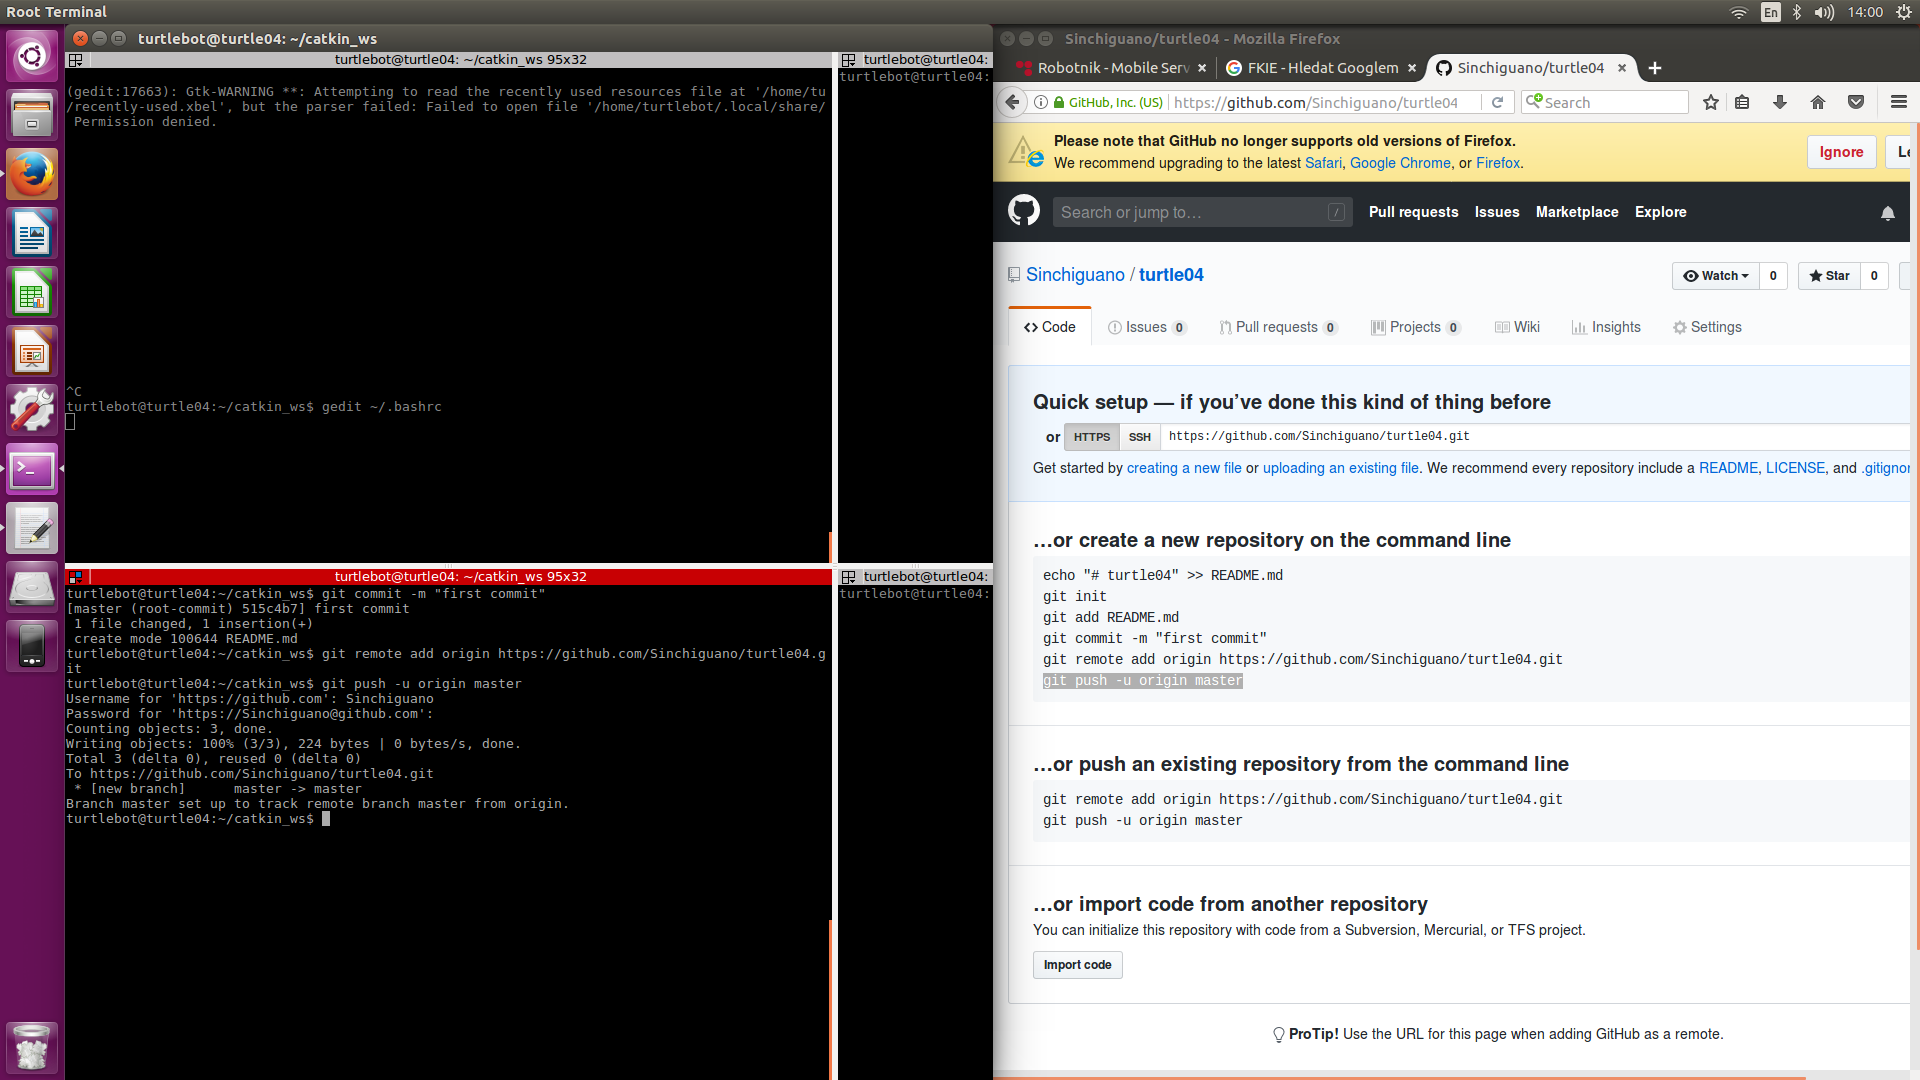 Root Terminal
En
14:00
turtlebot@turtle04: ~/catkin_ws
turtlebot@turtle04: ~/catkin_ws 95x32
(gedit:17663): Gtk-WARNING **: Attempting to read the recently used resources file at '/home/tu
/recently-used.xbel', but the parser failed: Failed to open file '/home/turtlebot/.local/share/
Permission denied.
^C
turtlebot@turtle04:~/catkin_ws$ gedit ~/.bashrc
turtlebot@turtle04:
turtlebot@turtle04:
turtlebot@turtle04: ~/catkin_ws 95x32
turtlebot@turtle04:~/catkin_ws$ git commit -m "first commit"
[master (root-commit) 515c4b7] first commit
1 file changed, 1 insertion(+)
create mode 100644 README.md
turtlebot@turtle04:~/catkin_ws$ git remote add origin https://github.com/Sinchiguano/turtle04.g
it
turtlebot@turtle04:~/catkin_ws$ git push -u origin master
Username for 'https://github.com': Sinchiguano
Password for 'https://Sinchiguano@github.com':
Counting objects: 3, done.
Writing objects: 100% (3/3), 224 bytes | 0 bytes/s, done.
Total 3 (delta 0), reused 0 (delta 0)
To https://github.com/Sinchiguano/turtle04.git
* [new branch]      master -> master
Branch master set up to track remote branch master from origin.
turtlebot@turtle04:~/catkin_ws$
turtlebot@turtle04:
turtlebot@turtle04:
Sinchiguano/turtle04 - Mozilla Firefox
Robotnik - Mobile Serv
FKIE - Hledat Googlem
Sinchiguano/turtle04
GitHub, Inc. (US)
https://github.com/Sinchiguano/turtle04
Search
Please note that GitHub no longer supports old versions of Firefox.
We recommend upgrading to the latest Safari, Google Chrome, or Firefox.
Ignore
Le
Search or jump to…
/
Pull requests
Issues
Marketplace
Explore
Sinchiguano / turtle04
Watch
0
Star
0
Code
Issues 0
Pull requests 0
Projects 0
Wiki
Insights
Settings
Quick setup — if you’ve done this kind of thing before
or
HTTPS
SSH
https://github.com/Sinchiguano/turtle04.git
Get started by creating a new file or uploading an existing file. We recommend every repository include a README, LICENSE, and .gitignor
…or create a new repository on the command line
echo "# turtle04" >> README.md
git init
git add README.md
git commit -m "first commit"
git remote add origin https://github.com/Sinchiguano/turtle04.git
git push -u origin master
…or push an existing repository from the command line
git remote add origin https://github.com/Sinchiguano/turtle04.git
git push -u origin master
…or import code from another repository
You can initialize this repository with code from a Subversion, Mercurial, or TFS project.
Import code
ProTip! Use the URL for this page when adding GitHub as a remote.